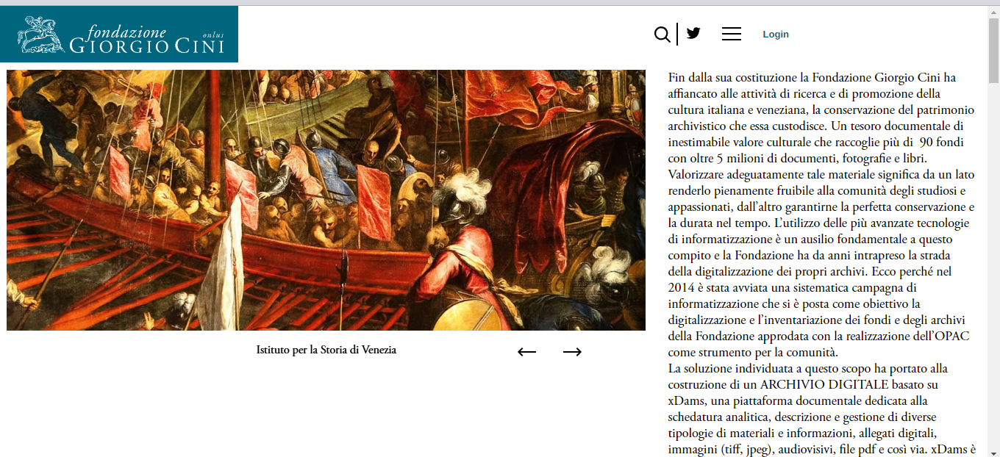 fondazione
onlus
GIORGIO CINI
Login
Fin dalla sua costituzione la Fondazione Giorgio Cini ha
affiancato alle attività di ricerca e di promozione della
cultura italiana e veneziana, la conservazione del patrimonio
archivistico che essa custodisce. Un tesoro documentale di
inestimabile valore culturale che raccoglie più di  90 fondi
con oltre 5 milioni di documenti, fotografie e libri.
Valorizzare adeguatamente tale materiale significa da un lato
renderlo pienamente fruibile alla comunità degli studiosi e
appassionati, dall'altro garantirne la perfetta conservazione e
la durata nel tempo. L'utilizzo delle più avanzate tecnologie
di informatizzazione è un ausilio fondamentale a questo
compito e la Fondazione ha da anni intrapreso la strada
della digitalizzazione dei propri archivi. Ecco perché nel
2014 è stata avviata una sistematica campagna di
informatizzazione che si è posta come obiettivo la
digitalizzazione e l'inventariazione dei fondi e degli archivi
della Fondazione approdata con la realizzazione dell'OPAC
come strumento per la comunità.
La soluzione individuata a questo scopo ha portato alla
costruzione di un ARCHIVIO DIGITALE basato su
xDams, una piattaforma documentale dedicata alla
schedatura analitica, descrizione e gestione di diverse
tipologie di materiali e informazioni, allegati digitali,
immagini (tiff, jpeg), audiovisivi, file pdf e così via. xDams è
Istituto per la Storia di Venezia